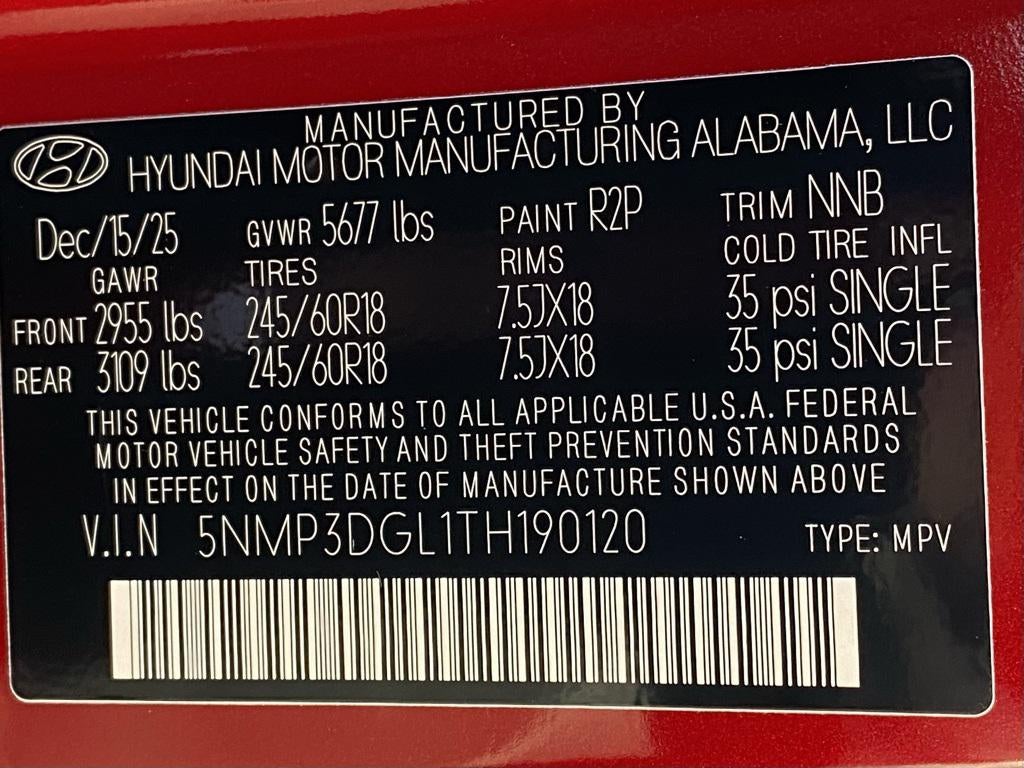 MANUFACTURED BY
HYUNDAI MOTOR MANUFACTURING ALABAMA, LLC
Dec/15/25 GVWR 5677 lbs PAINT R2P TRIM NNB
GAWR TIRES RIMS COLD TIRE INFL
FRONT 2955 lbs 245/60R18 7.5JX18 35 psi SINGLE
REAR 3109 lbs 245/60R18 7.5JX18 35 psi SINGLE
THIS VEHICLE CONFORMS TO ALL APPLICABLE U.S.A. FEDERAL
MOTOR VEHICLE SAFETY AND THEFT PREVENTION STANDARDS
IN EFFECT ON THE DATE OF MANUFACTURE SHOWN ABOVE
V.I.N 5NMP3DGL1TH190120 TYPE: MPV